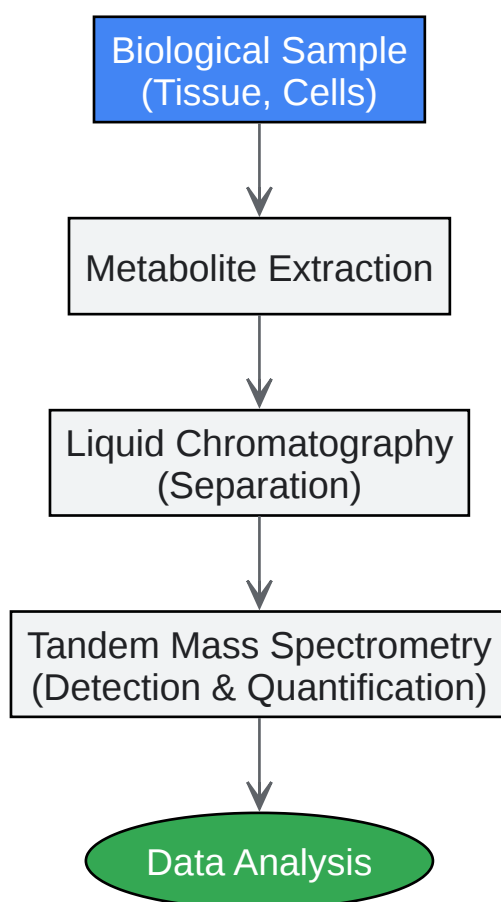 Biological Sample
(Tissue, Cells)
Metabolite Extraction
Liquid Chromatography
(Separation)
Tandem Mass Spectrometry
(Detection & Quantification)
Data Analysis